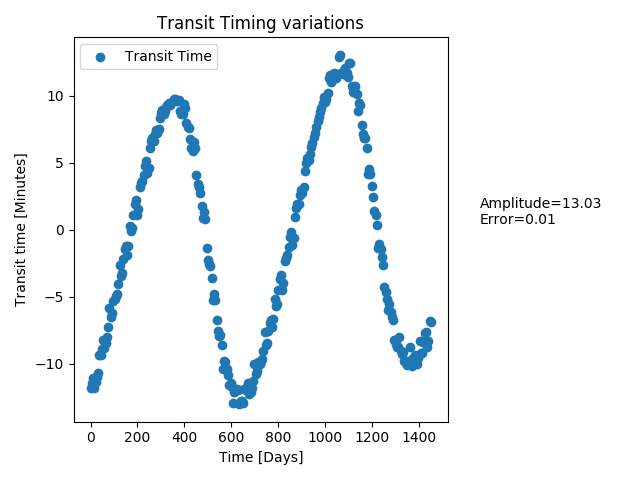 Transit Timing variations
Transit Time
Transit time [Minutes]
10
5
0
−5
−10
0 200 400 600 800 1000 1200 1400
Time [Days]
Amplitude=13.03
Error=0.01